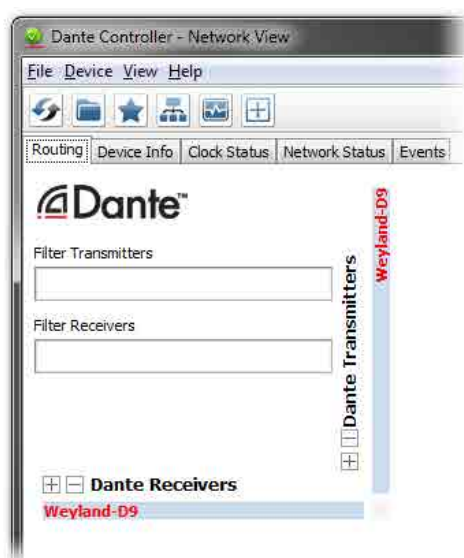 Dante Controller - Network View
File Device View Help
Routing Device Info Clock Status Network Status Events
Dante™
Filter Transmitters
Filter Receivers
Dante Transmitters
Weyland-D9
Dante Receivers
Weyland-D9